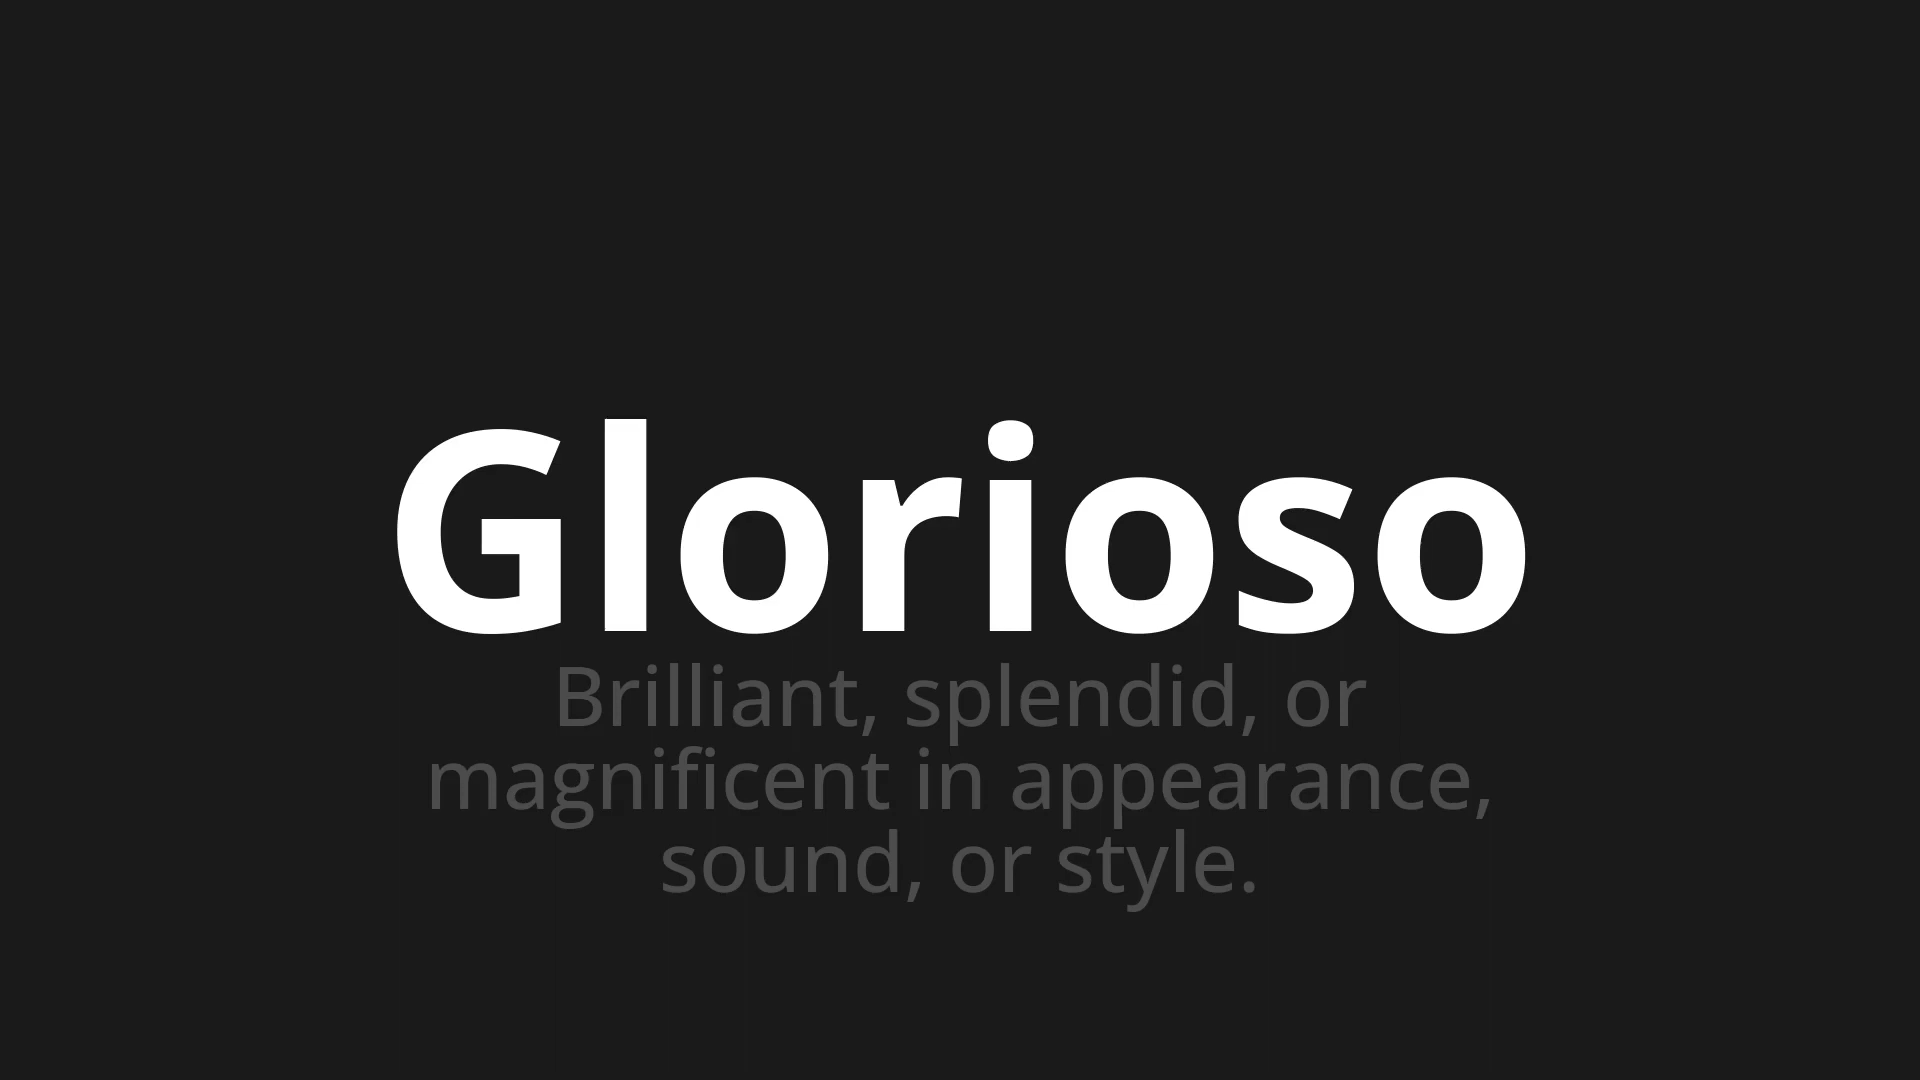 Glorioso
Brilliant, splendid, or
magnificent in appearance,
sound, or style.